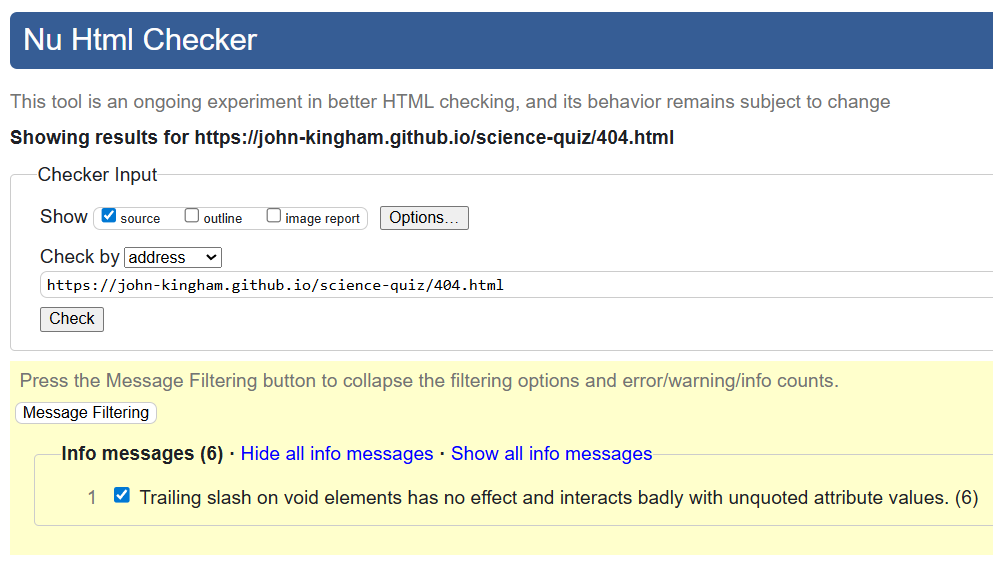 Nu Html Checker
This tool is an ongoing experiment in better HTML checking, and its behavior remains subject to change
Showing results for https://john-kingham.github.io/science-quiz/404.html
Checker Input
Show source outline image report Options…
Check by address
https://john-kingham.github.io/science-quiz/404.html
Check
Press the Message Filtering button to collapse the filtering options and error/warning/info counts.
Message Filtering
Info messages (6) · Hide all info messages · Show all info messages
1 Trailing slash on void elements has no effect and interacts badly with unquoted attribute values. (6)